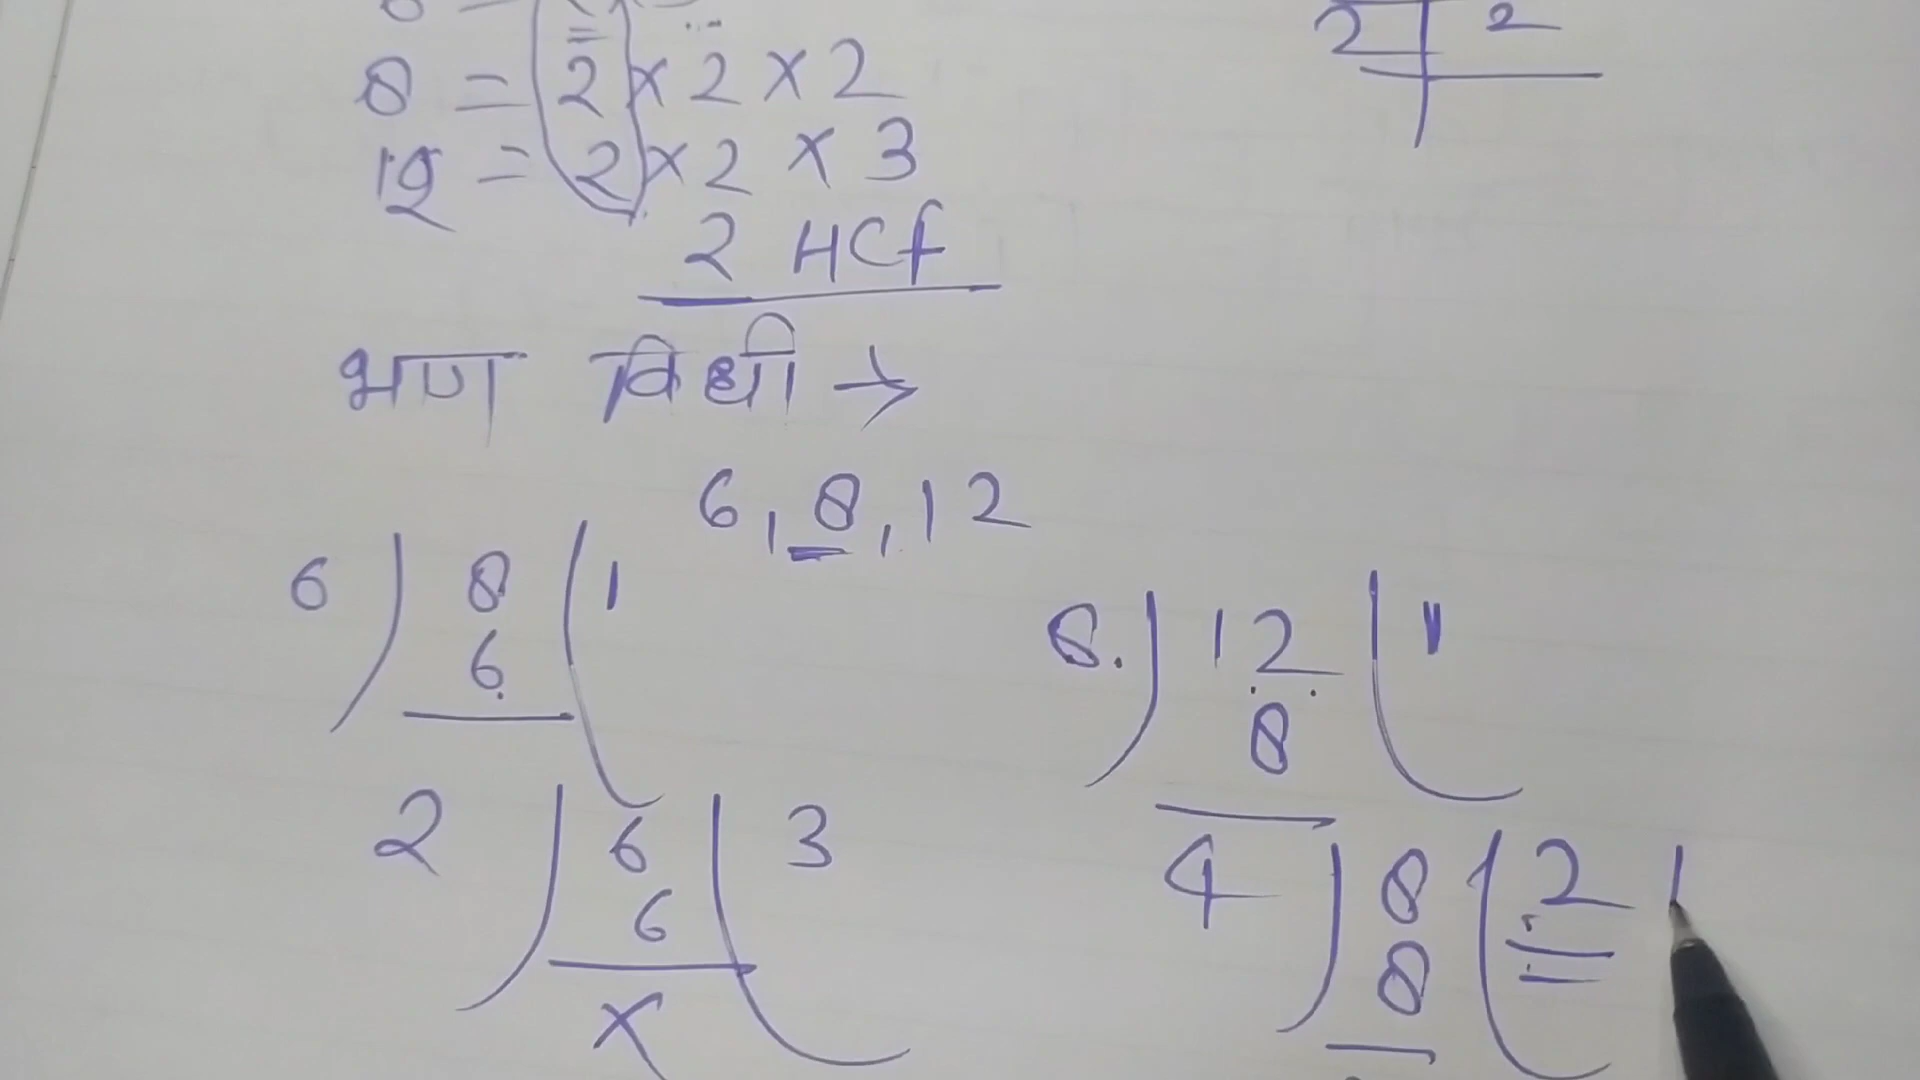 8 = 2 × 2 × 2
12 = 2 × 2 × 3
2 HCf
भाग विधी →
6, 8, 12
6 ) 8 ( 1
6
2 ) 6 ( 3
6
×
8. ) 12 ( 1
8
4 ) 8 ( 2 1
8
2 2